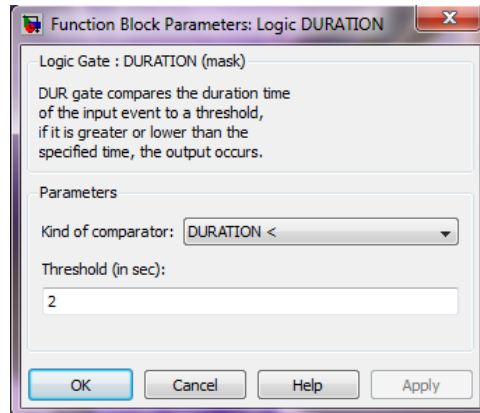 Function Block Parameters: Logic DURATION
Logic Gate : DURATION (mask)
DUR gate compares the duration time
of the input event to a threshold,
if it is greater or lower than the
specified time, the output occurs.
Parameters
Kind of comparator: DURATION <
Threshold (in sec):
2
OK Cancel Help Apply